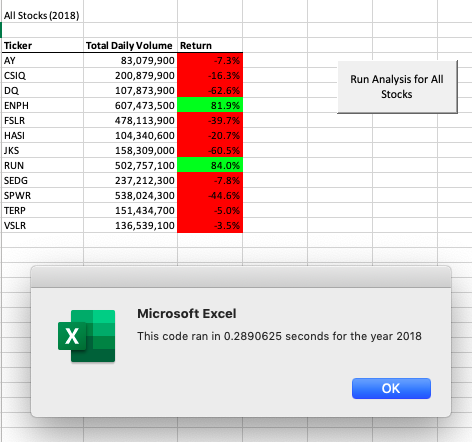 All Stocks (2018)
Ticker Total Daily Volume Return
AY 83,079,900 -7.3%
CSIQ 200,879,900 -16.3%
DQ 107,873,900 -62.6%
ENPH 607,473,500 81.9%
FSLR 478,113,900 -39.7%
HASI 104,340,600 -20.7%
JKS 158,309,000 -60.5%
RUN 502,757,100 84.0%
SEDG 237,212,300 -7.8%
SPWR 538,024,300 -44.6%
TERP 151,434,700 -5.0%
VSLR 136,539,100 -3.5%
Run Analysis for All
Stocks
Microsoft Excel
X
This code ran in 0.2890625 seconds for the year 2018
OK